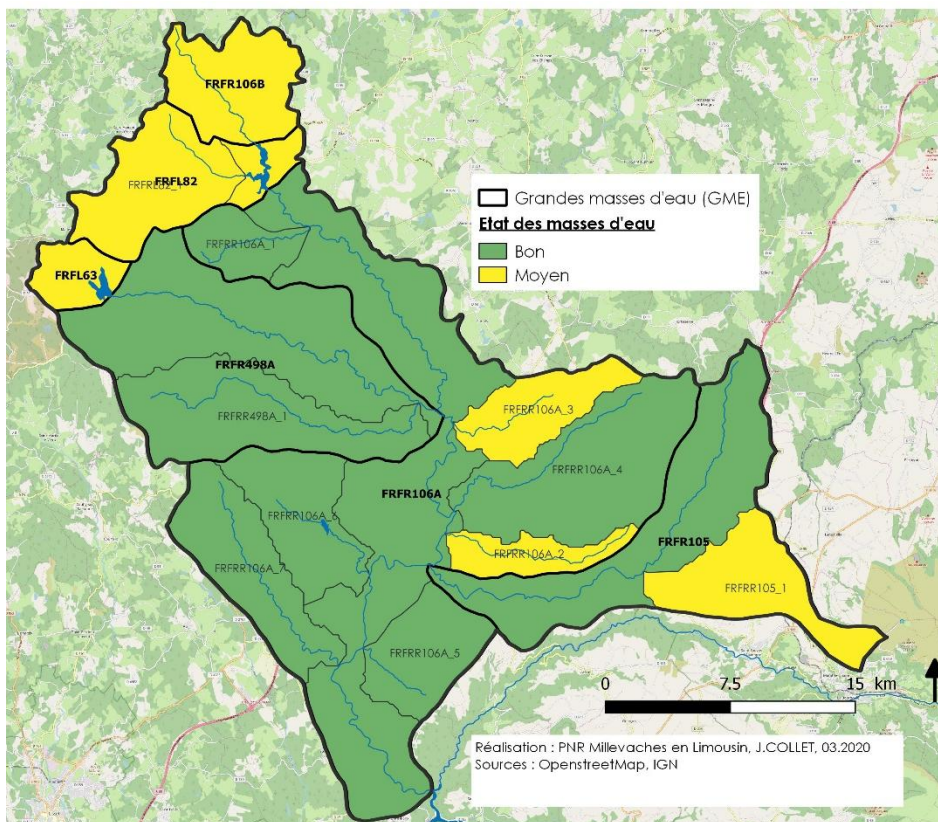 FRFR106B
FRFL82
FRFRL82_1
FRFL63
FRFRR106A_1
FRFR498A
FRFRR498A_1
Grandes masses d'eau (GME)
Etat des masses d'eau
Bon
Moyen
FRFRR106A_3
FRFRR106A_4
FRFR106A
FRFRR106A_6
FRFRR106A_7
FRFRR106A_2
FRFR105
FRFRR105_1
FRFRR106A_5
0 7.5 15 km
Réalisation : PNR Millevaches en Limousin, J.COLLET, 03.2020
Sources : OpenstreetMap, IGN